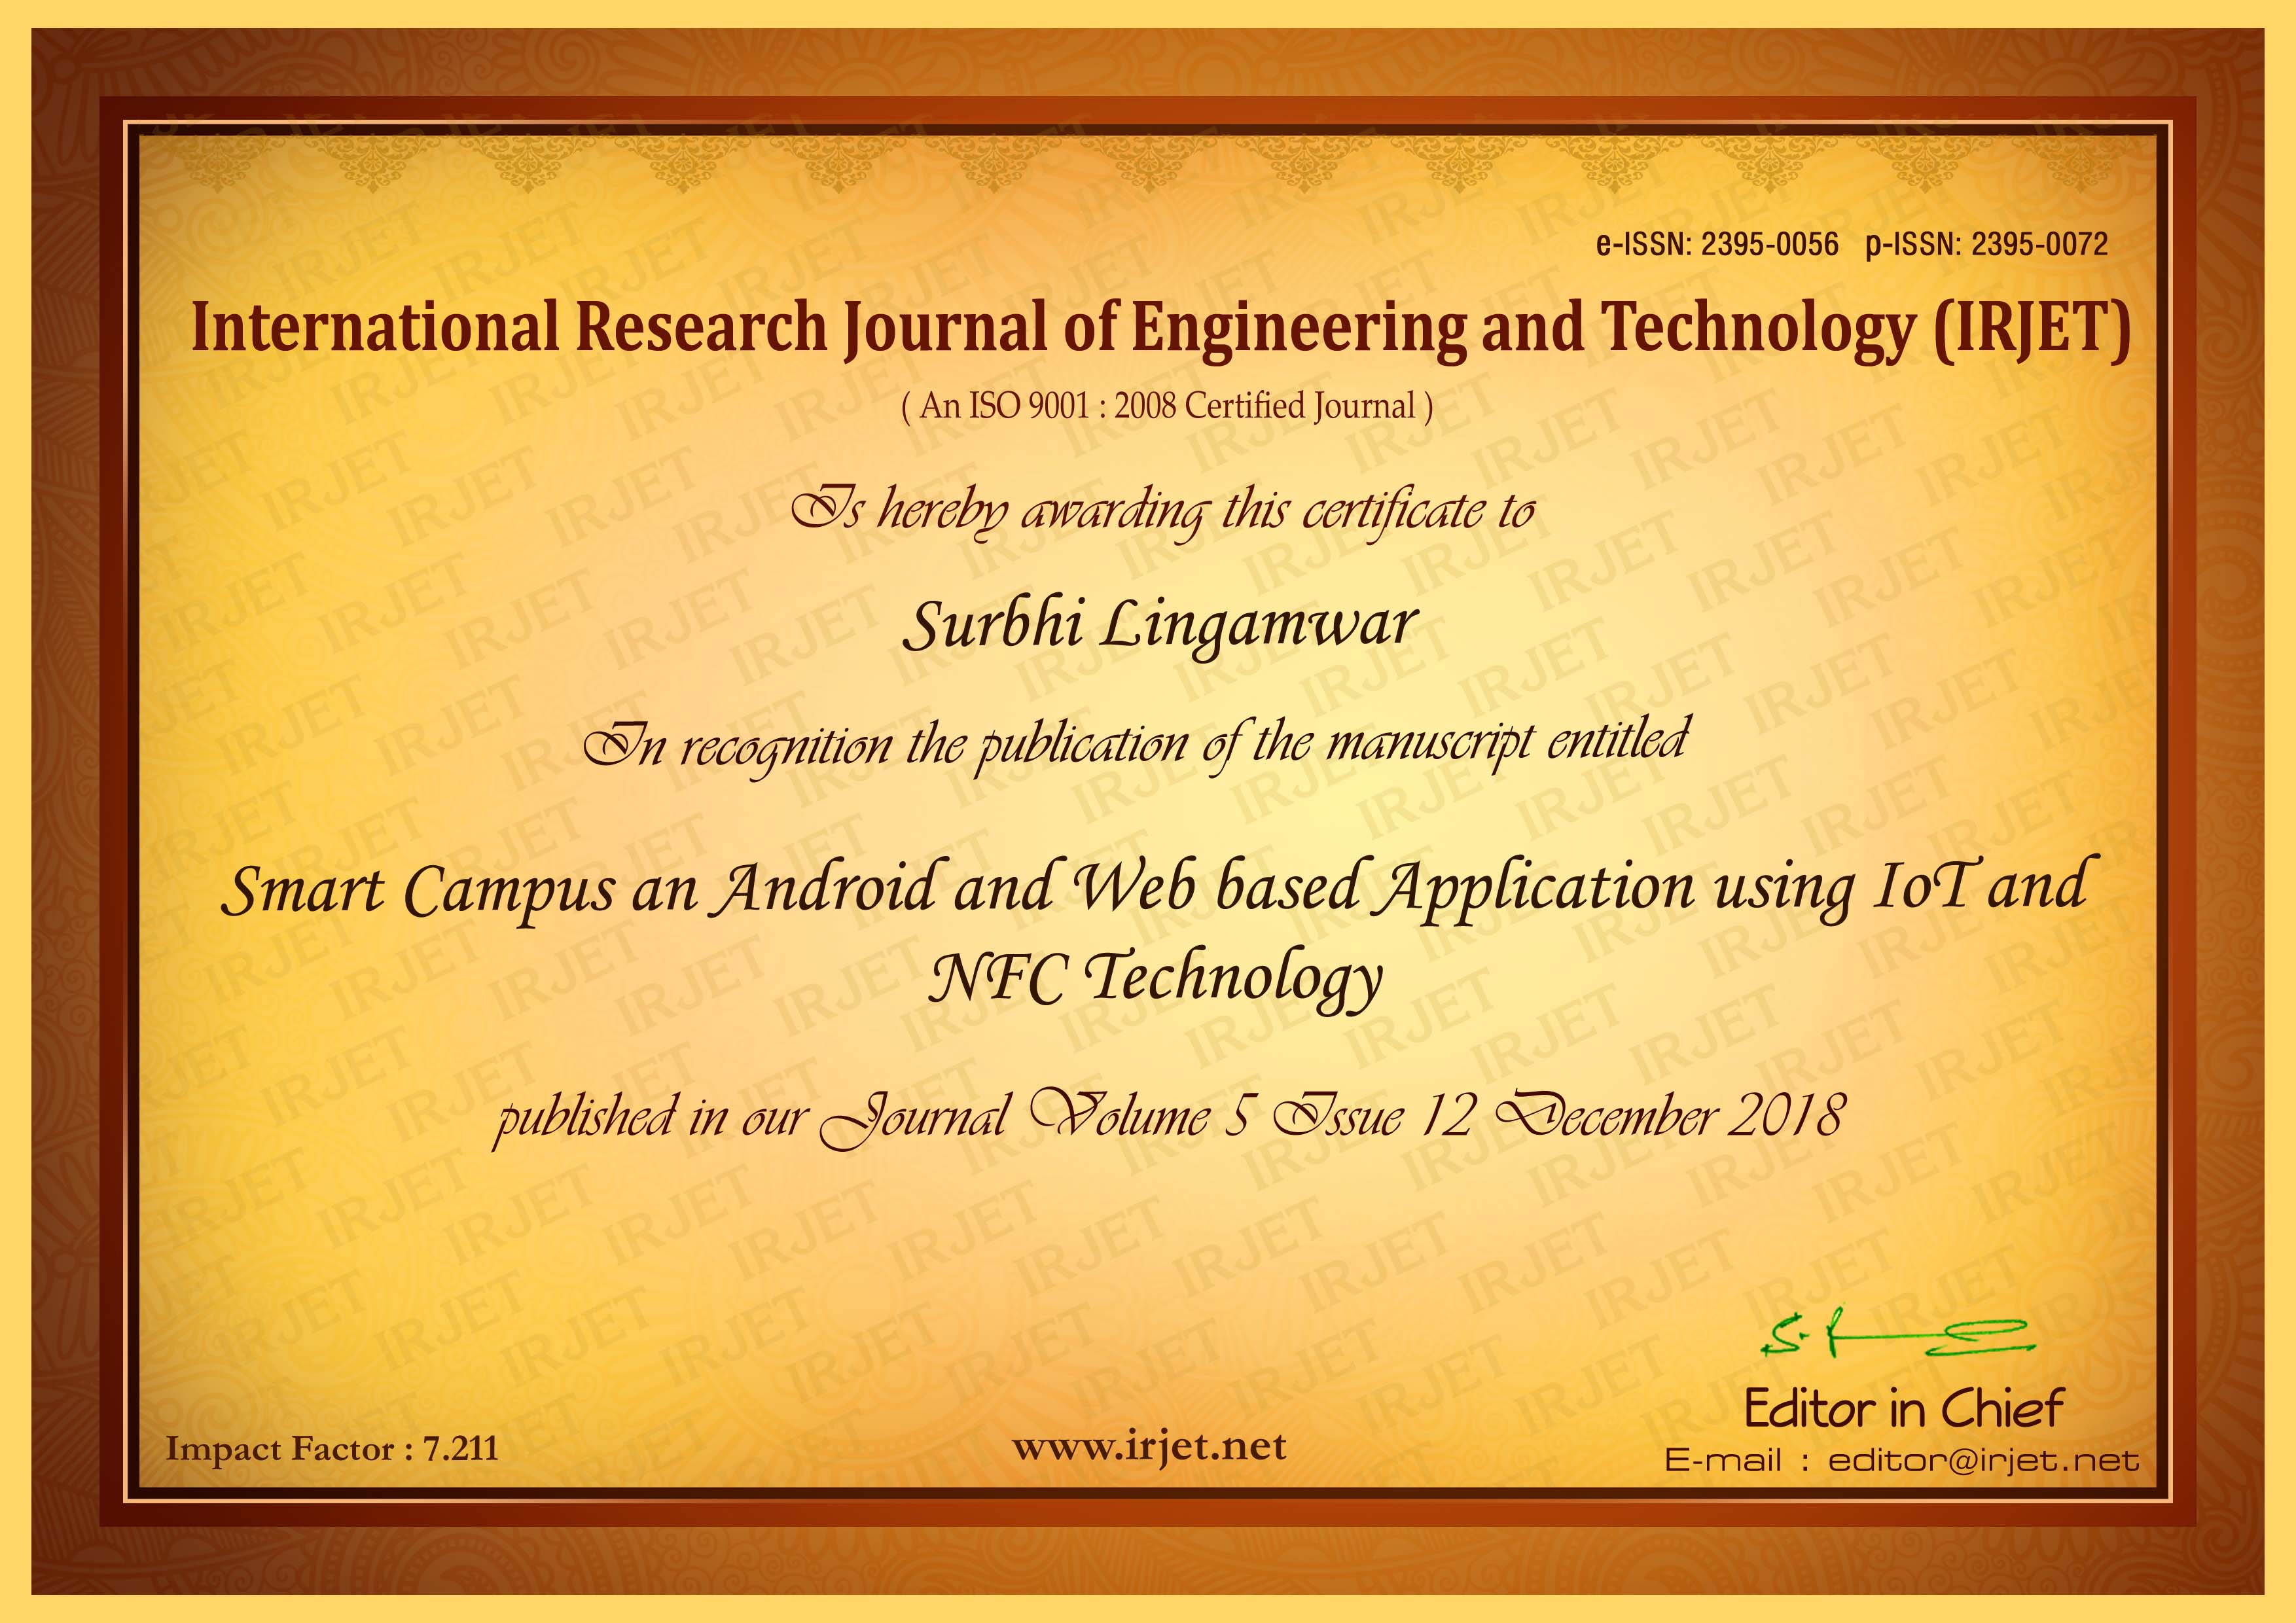 e-ISSN: 2395-0056 p-ISSN: 2395-0072
International Research Journal of Engineering and Technology (IRJET)
( An ISO 9001 : 2008 Certified Journal )
Is hereby awarding this certificate to
Surbhi Lingamwar
In recognition the publication of the manuscript entitled
Smart Campus an Android and Web based Application using IoT and
NFC Technology
published in our Journal Volume 5 Issue 12 December 2018
Editor in Chief
Impact Factor : 7.211
www.irjet.net
E-mail : editor@irjet.net